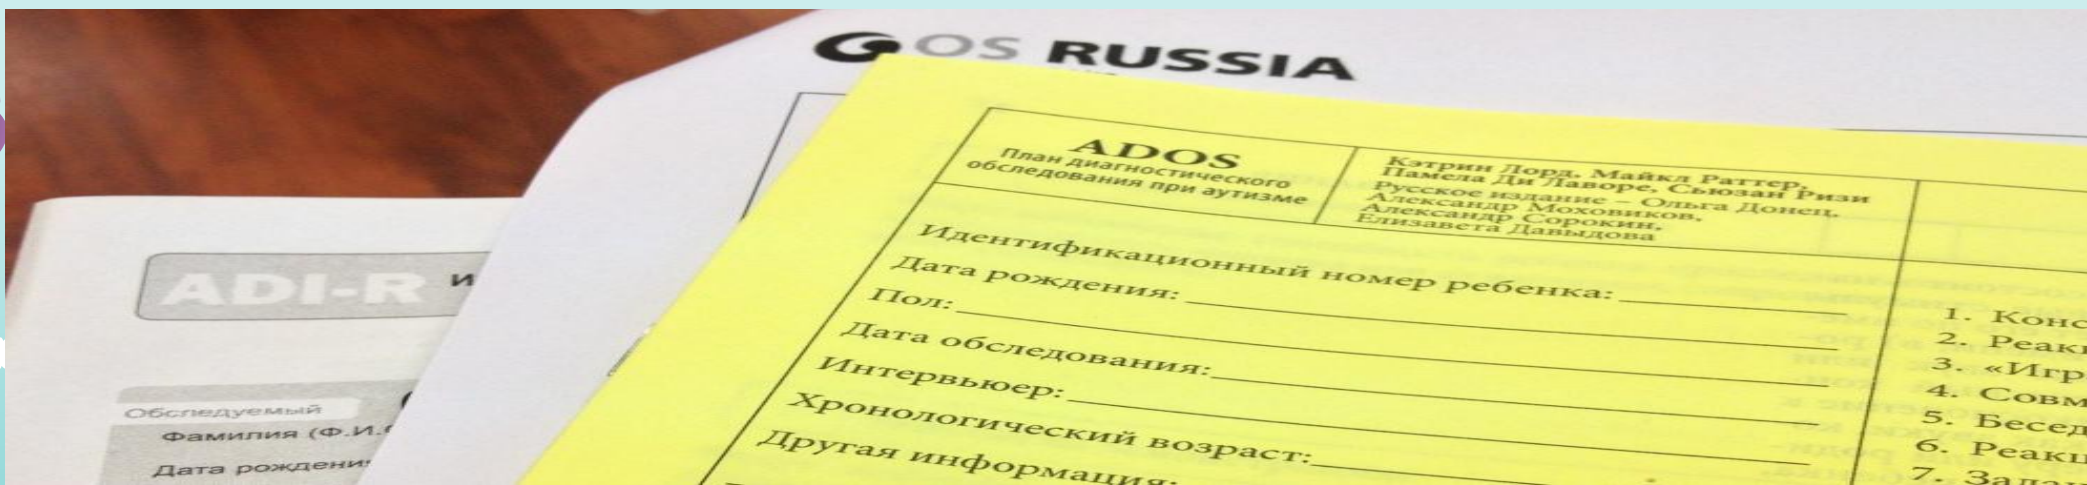 OS RUSSIA
ADOS
План диагностического
обследования при аутизме
Кэтрин Лорд, Майкл Раттер,
Памела Ди Лаворе, Сьюзан Ризи
Русское издание – Ольга Донец,
Александр Моховиков,
Александр Сорокин,
Елизавета Давыдова
Идентификационный номер ребенка:
Дата рождения:
Пол:
Дата обследования:
Интервьюер:
Хронологический возраст:
Другая информация:
1. Конс
2. Реак
3. «Игр
4. Совм
5. Бесед
6. Реакц
7. Задан
ADI-R И
Обследуемый
Фамилия (Ф.И.О
Дата рождени